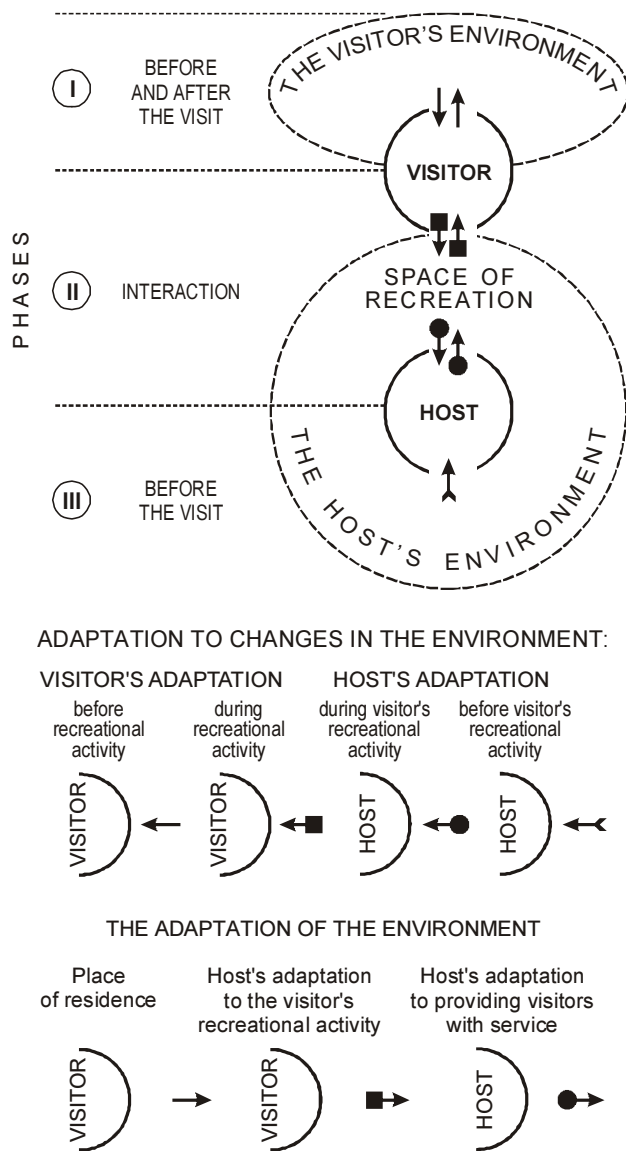 THE VISITOR'S ENVIRONMENT
I
BEFORE
AND AFTER
THE VISIT
VISITOR
PHASES
II
INTERACTION
SPACE OF
RECREATION
HOST
THE HOST'S ENVIRONMENT
III
BEFORE
THE VISIT
ADAPTATION TO CHANGES IN THE ENVIRONMENT:
VISITOR'S ADAPTATION
HOST'S ADAPTATION
before
recreational
activity
during
recreational
activity
during visitor's
recreational
activity
before visitor's
recreational
activity
VISITOR
VISITOR
HOST
HOST
THE ADAPTATION OF THE ENVIRONMENT
Place
of residence
Host's adaptation
to the visitor's
recreational activity
Host's adaptation
to providing visitors
with service
VISITOR
VISITOR
HOST